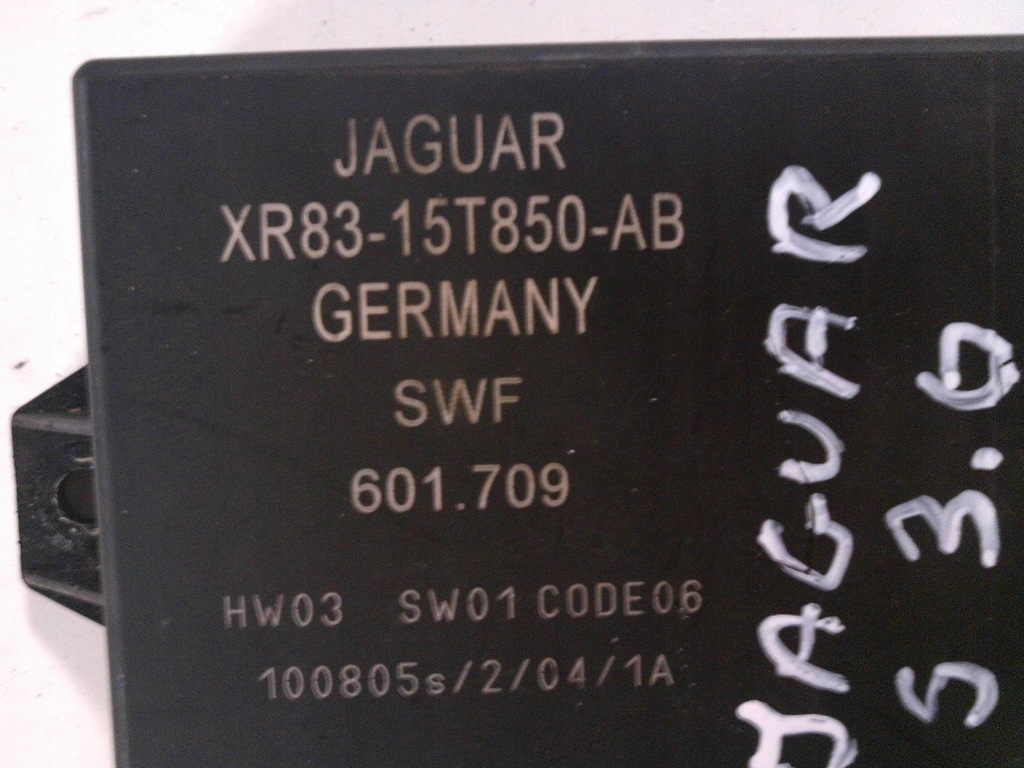 JAGUAR
XR83-15T850-AB
GERMANY
SWF
601.709
HW03 SW01 CODE06
100805s/2/04/1A
JAGUAR
S 3.0